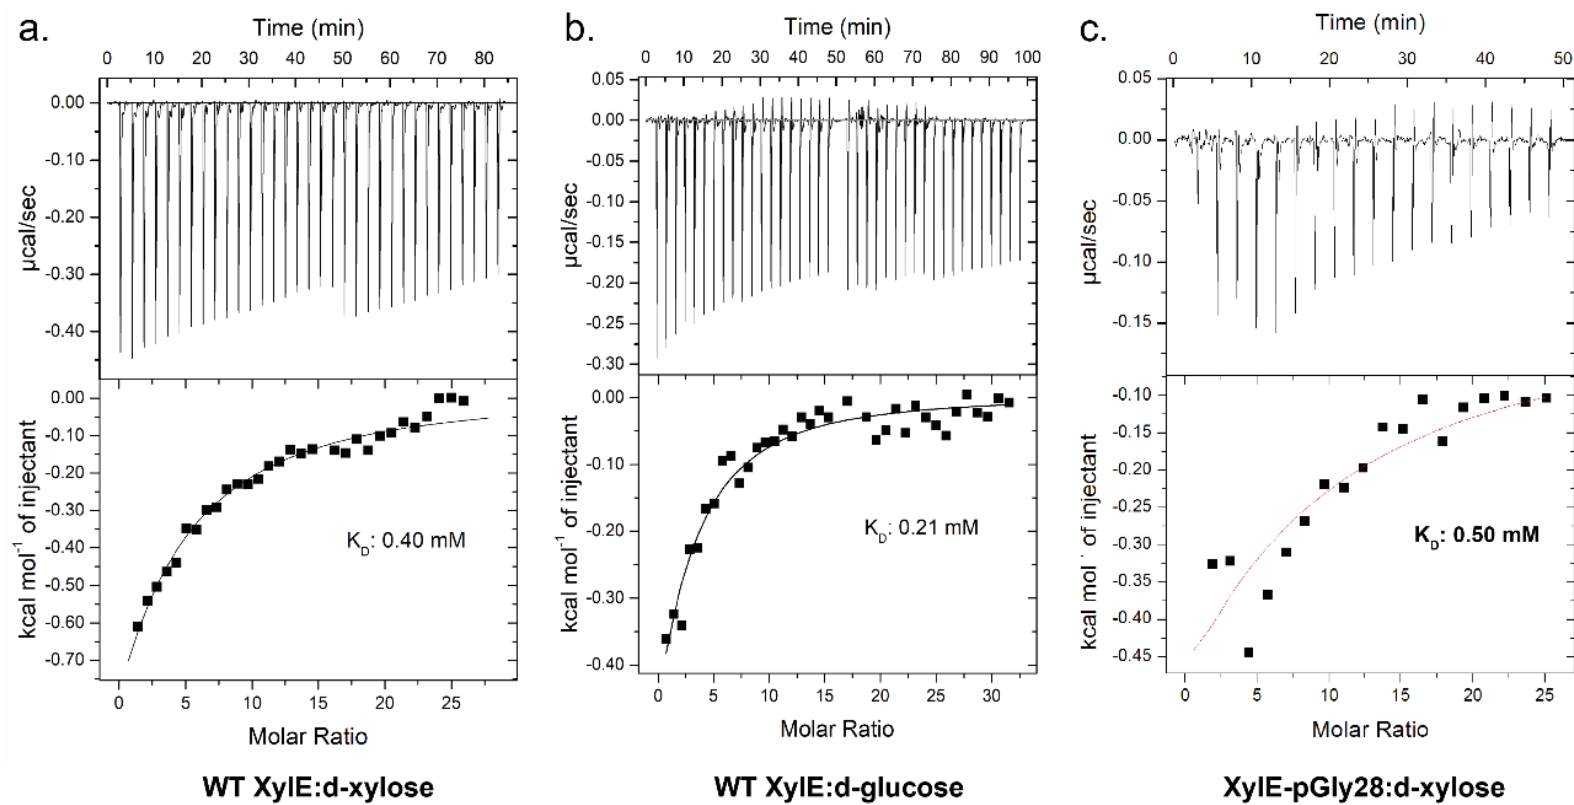 a.
Time (min)
0 10 20 30 40 50 60 70 80
0.00
-0.10
-0.20
-0.30
-0.40
µcal/sec
0.00
-0.10
-0.20
-0.30
-0.40
-0.50
-0.60
-0.70
kcal mol⁻¹ of injectant
K_D: 0.40 mM
0 5 10 15 20 25
Molar Ratio
WT XylE:d-xylose
b.
Time (min)
0 10 20 30 40 50 60 70 80 90 100
0.05
0.00
-0.05
-0.10
-0.15
-0.20
-0.25
-0.30
µcal/sec
0.00
-0.10
-0.20
-0.30
-0.40
kcal mol⁻¹ of injectant
K_D: 0.21 mM
0 5 10 15 20 25 30
Molar Ratio
WT XylE:d-glucose
c.
Time (min)
0 10 20 30 40 50
0.05
0.00
-0.05
-0.10
-0.15
µcal/sec
-0.10
-0.15
-0.20
-0.25
-0.30
-0.35
-0.40
-0.45
kcal mol⁻¹ of injectant
K_D: 0.50 mM
0 5 10 15 20 25
Molar Ratio
XylE-pGly28:d-xylose